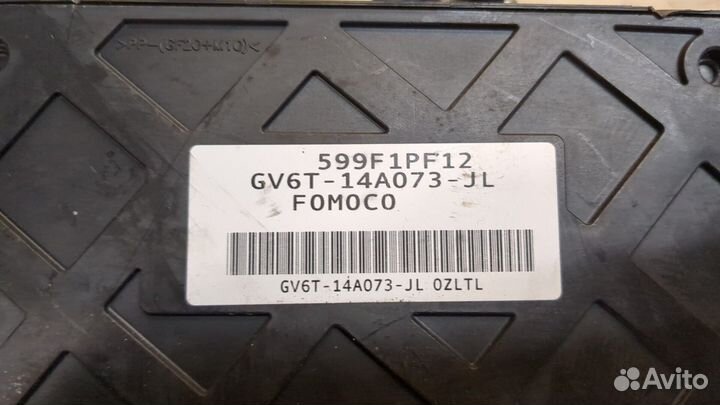 >PP-(GF20+M10)<
599F1PF12
GV6T-14A073-JL
FOMOCO
GV6T-14A073-JL OZLTL
Avito